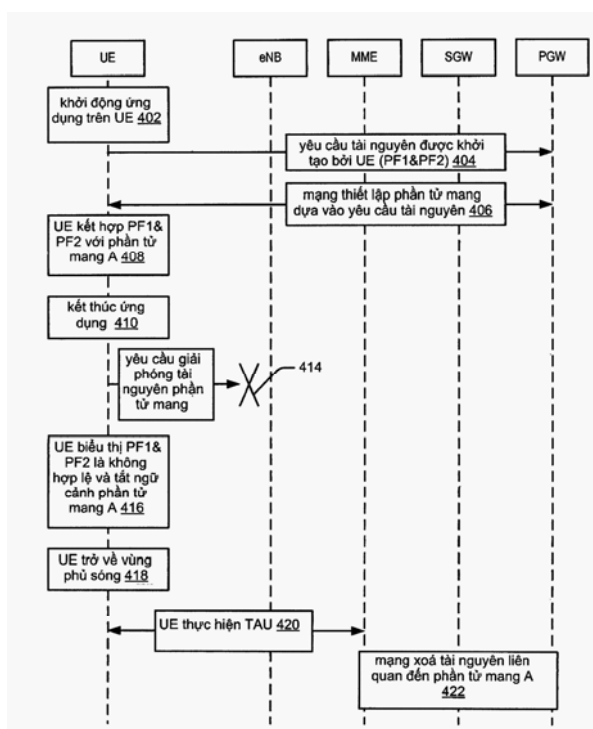 UE
eNB
MME
SGW
PGW
khởi động ứng
dụng trên UE 402
yêu cầu tài nguyên được khởi
tạo bởi UE (PF1&PF2) 404
mạng thiết lập phần tử mang
dựa vào yêu cầu tài nguyên 406
UE kết hợp PF1&
PF2 với phần tử
mang A 408
kết thúc ứng
dụng 410
yêu cầu giải
phóng tài
nguyên phần
tử mang
414
UE biểu thị PF1&
PF2 là không
hợp lệ và tắt ngữ
cảnh phần tử
mang A 416
UE trở về vùng
phủ sóng 418
UE thực hiện TAU 420
mạng xoá tài nguyên liên
quan đến phần tử mang A
422